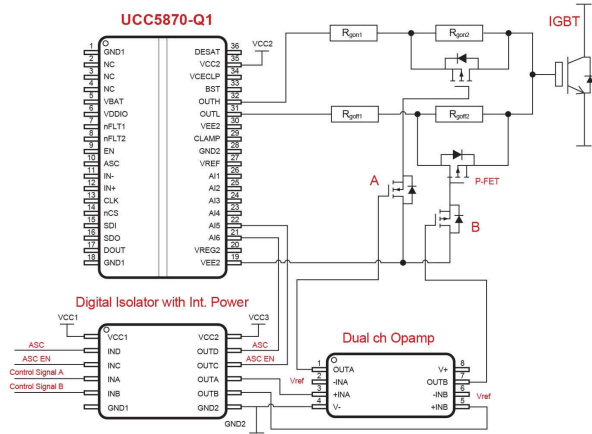 UCC5870-Q1
IGBT
1 GND1 DESAT 36
2 NC VCC2 35 VCC2
3 NC VCECLP 34
4 NC BST 33
5 VBAT OUTH 32
6 VDDIO OUTL 31
7 nFLT1 VEE2 30
8 nFLT2 CLAMP 29
9 EN GND2 28
10 ASC VREF 27
11 IN- AI1 26
12 IN+ AI2 25
13 CLK AI3 24
14 nCS AI4 23
15 SDI AI5 22
16 SDO AI6 21
17 DOUT VREG2 20
18 GND1 VEE2 19
Rgon1 Rgon2
Rgoff1 Rgoff2
P-FET
A
B
Digital Isolator with Int. Power
VCC1 VCC3
VCC1 VCC2
ASC IND OUTD ASC
ASC EN INC OUTC ASC EN
Control Signal A INA OUTA
Control Signal B INB OUTB
GND1 GND2
GND2
Dual ch Opamp
1 OUTA V+ 8
Vref 2 -INA OUTB 7
3 +INA -INB 6 Vref
4 V- +INB 5